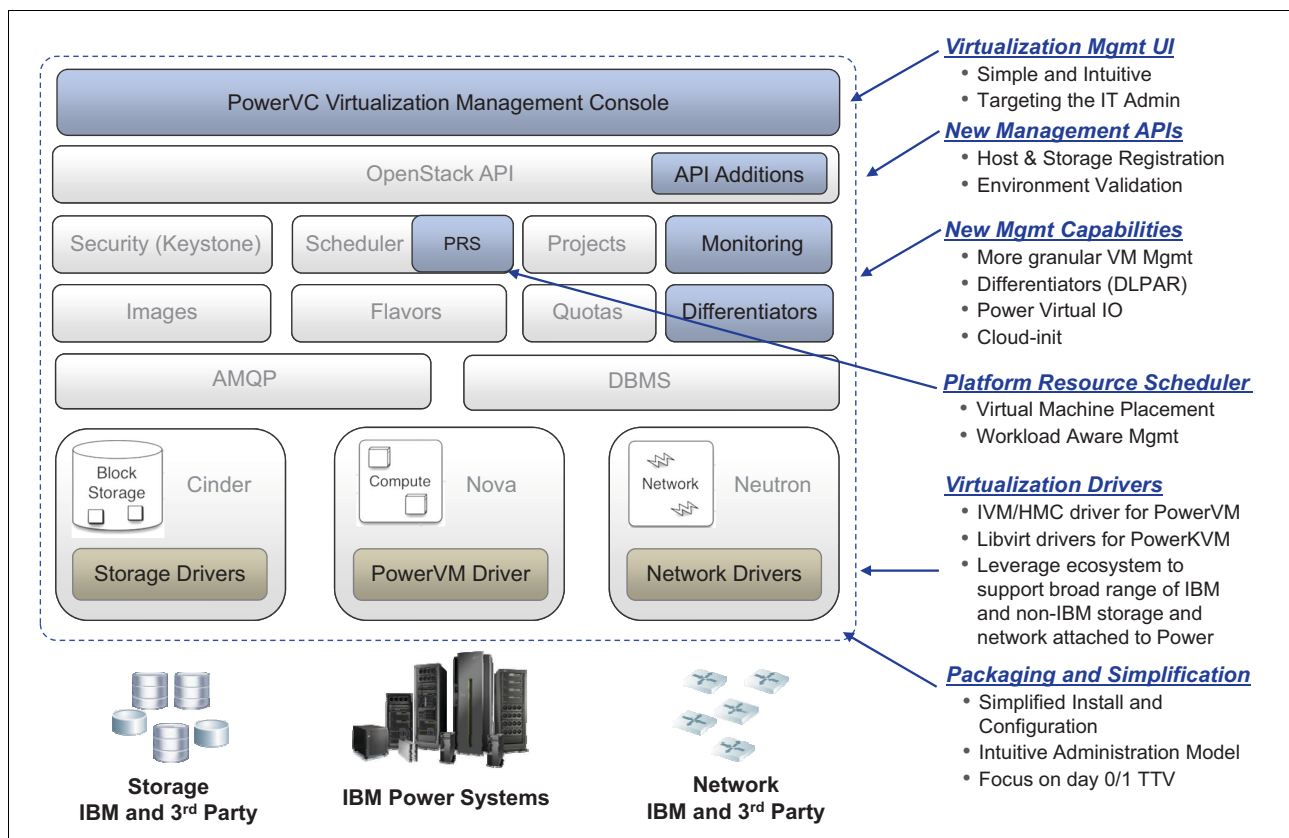 PowerVC Virtualization Management Console
OpenStack API
API Additions
Security (Keystone)
Scheduler
PRS
Projects
Monitoring
Images
Flavors
Quotas
Differentiators
AMQP
DBMS
Block
Storage
Cinder
Storage Drivers
Compute
Nova
PowerVM Driver
Network
Neutron
Network Drivers
Storage
IBM and 3rd Party
IBM Power Systems
Network
IBM and 3rd Party
Virtualization Mgmt UI
• Simple and Intuitive
• Targeting the IT Admin
New Management APIs
• Host & Storage Registration
• Environment Validation
New Mgmt Capabilities
• More granular VM Mgmt
• Differentiators (DLPAR)
• Power Virtual IO
• Cloud-init
Platform Resource Scheduler
• Virtual Machine Placement
• Workload Aware Mgmt
Virtualization Drivers
• IVM/HMC driver for PowerVM
• Libvirt drivers for PowerKVM
• Leverage ecosystem to
support broad range of IBM
and non-IBM storage and
network attached to Power
Packaging and Simplification
• Simplified Install and
Configuration
• Intuitive Administration Model
• Focus on day 0/1 TTV